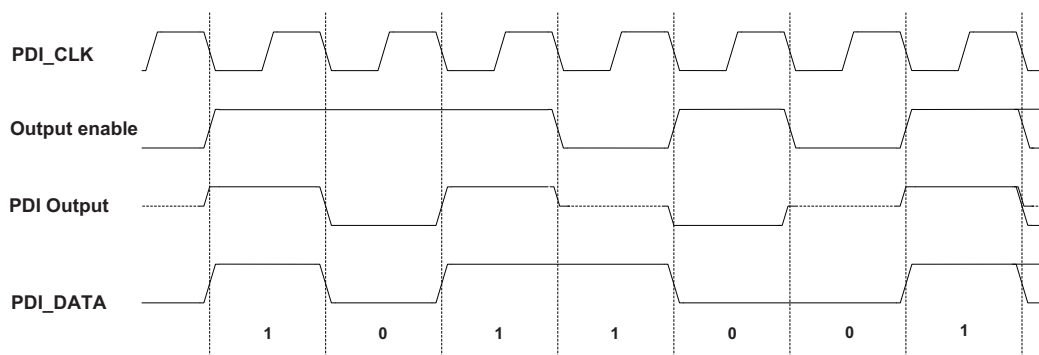 PDI_CLK
Output enable
PDI Output
PDI_DATA
1 0 1 1 0 0 1